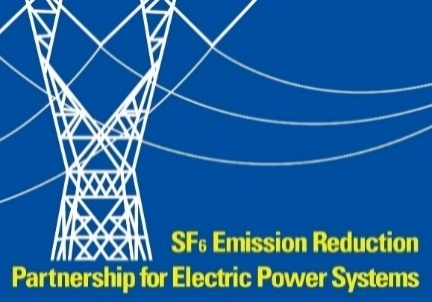 SF6 Emission Reduction
Partnership for Electric Power Systems